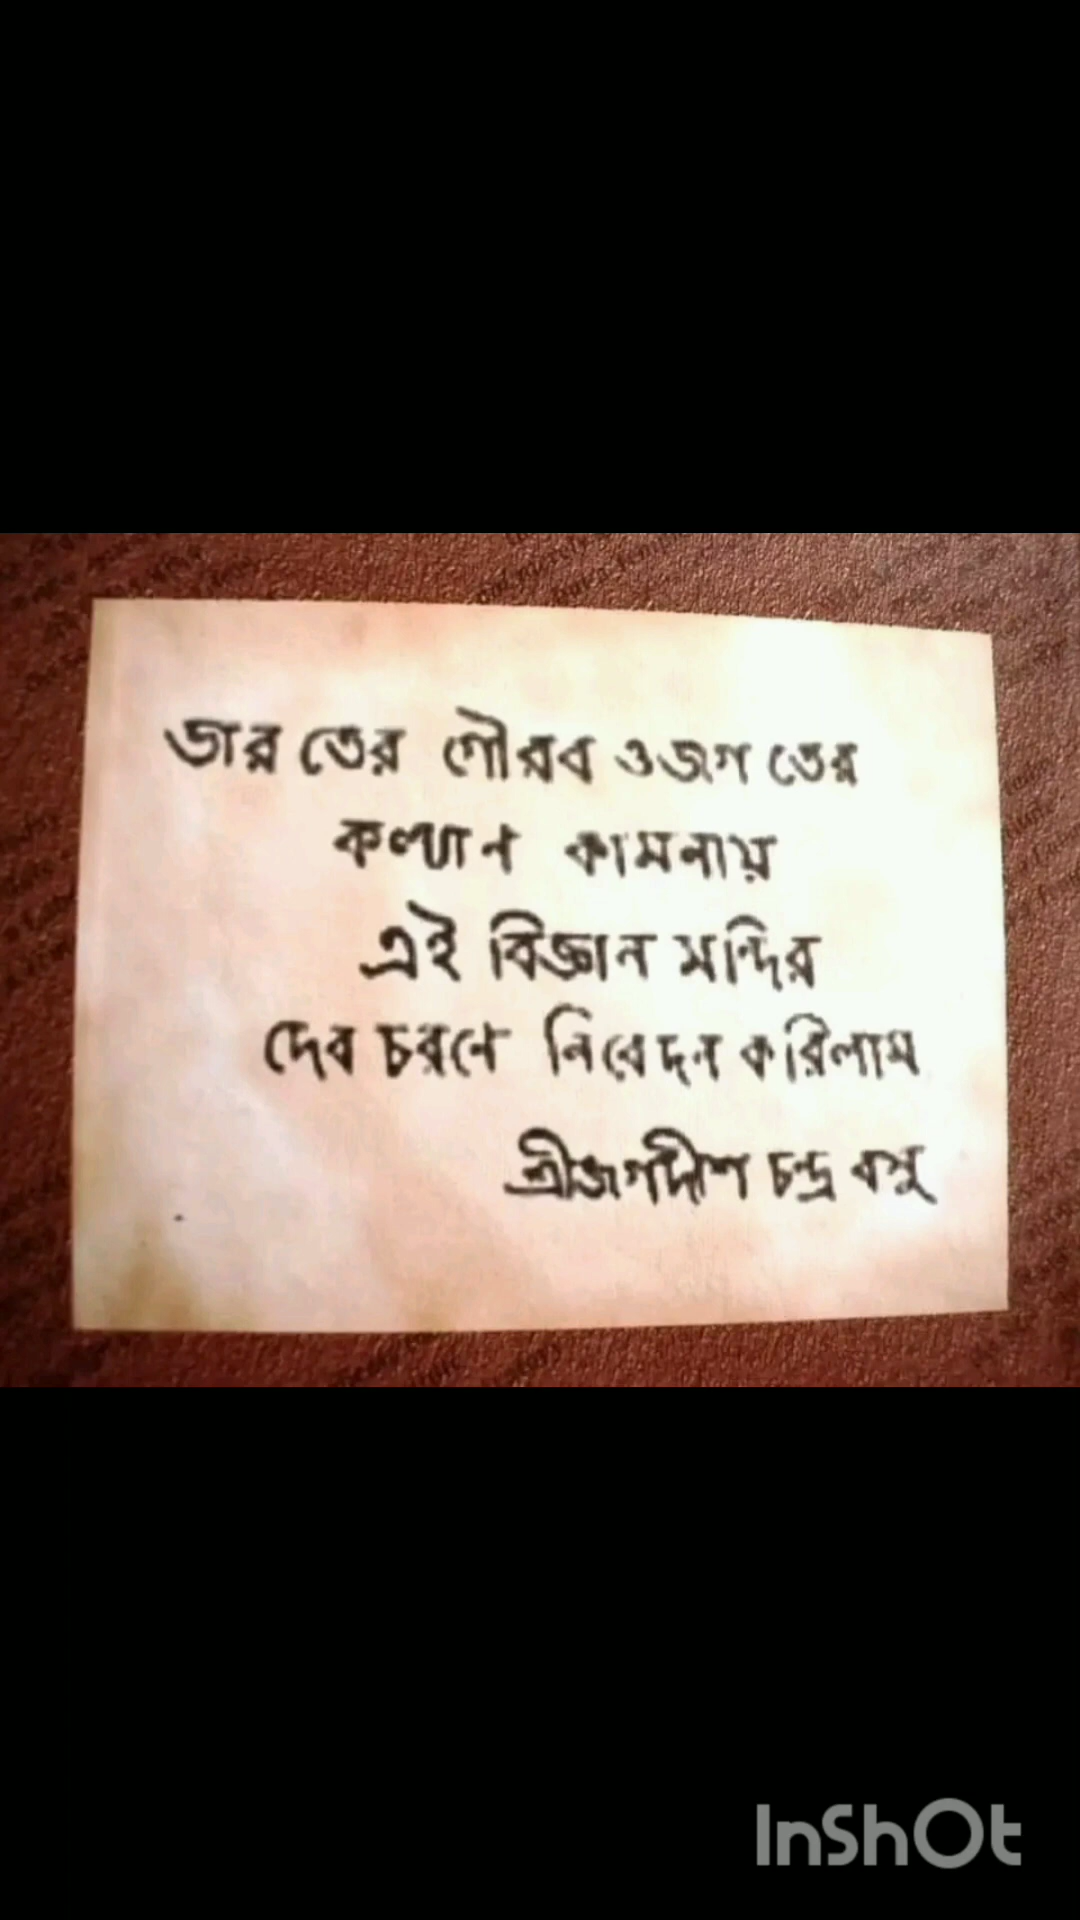 ভারতের গৌরব ও জগতের
কল্যাণ কামনায়
এই বিজ্ঞান মন্দির
দেব চরণে নিবেদন করিলাম
শ্রীজগদীশ চন্দ্র বসু
InShOt